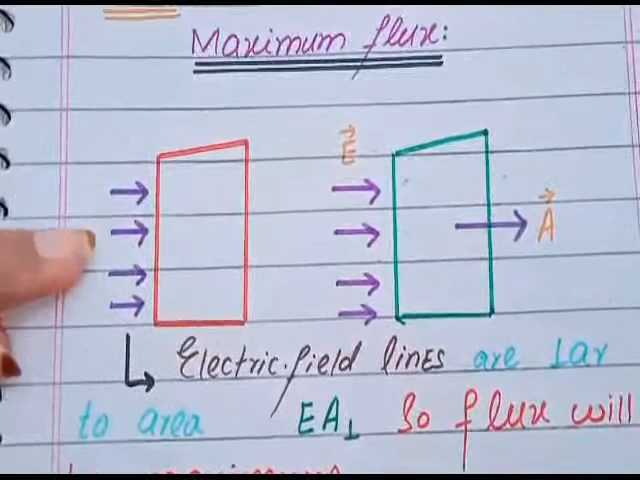 Maximum flux:
E
A
Electric field lines are ⊥ar
to area EA⊥ So flux will